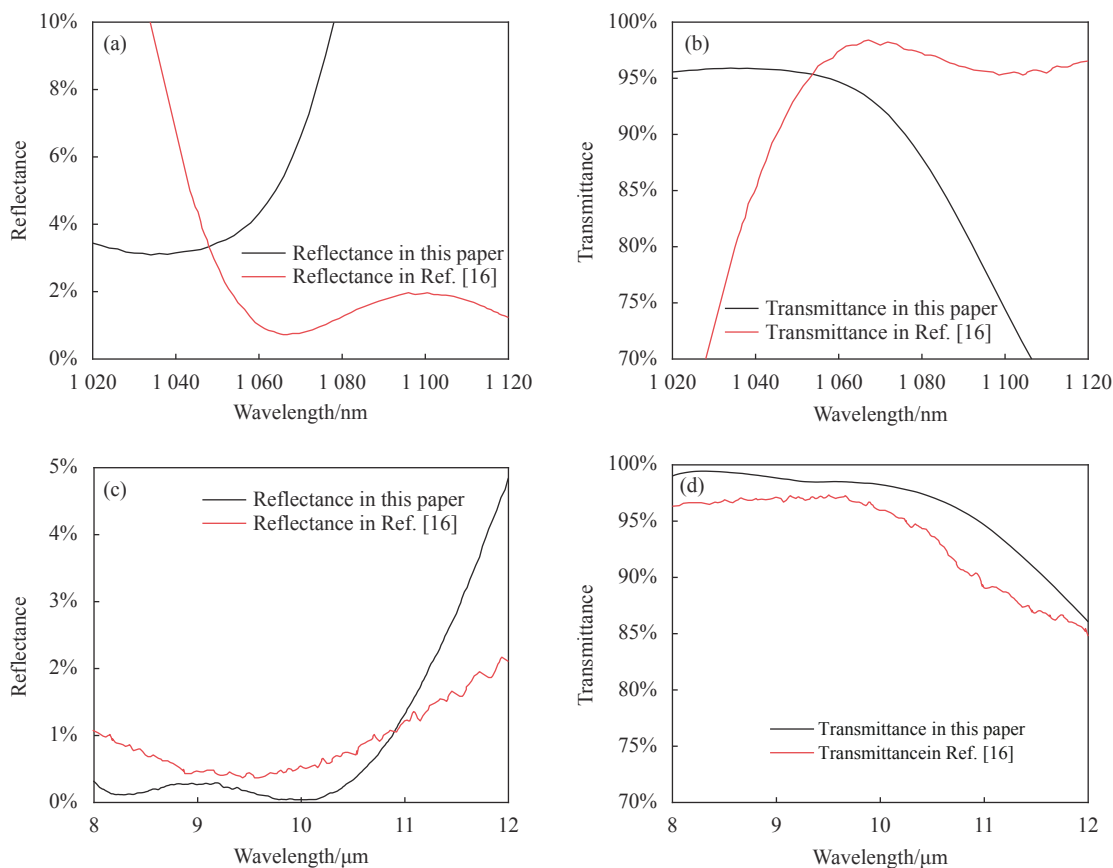 (a)
10%
8%
6%
4%
2%
0%
Reflectance
Reflectance in this paper
Reflectance in Ref. [16]
1 020 1 040 1 060 1 080 1 100 1 120
Wavelength/nm
(b)
100%
95%
90%
85%
80%
75%
70%
Transmittance
Transmittance in this paper
Transmittance in Ref. [16]
1 020 1 040 1 060 1 080 1 100 1 120
Wavelength/nm
(c)
5%
4%
3%
2%
1%
0%
Reflectance
Reflectance in this paper
Reflectance in Ref. [16]
8 9 10 11 12
Wavelength/μm
(d)
100%
95%
90%
85%
80%
75%
70%
Transmittance
Transmittance in this paper
Transmittancein Ref. [16]
8 9 10 11 12
Wavelength/μm